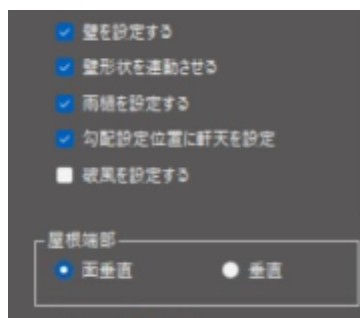 壁を設定する
壁形状を連動させる
雨樋を設定する
勾配設定位置に軒天を設定
破風を設定する
屋根端部
面垂直 垂直